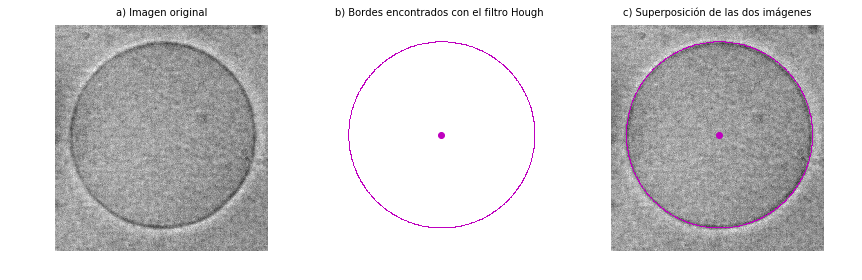 a) Imagen original
b) Bordes encontrados con el filtro Hough
c) Superposición de las dos imágenes